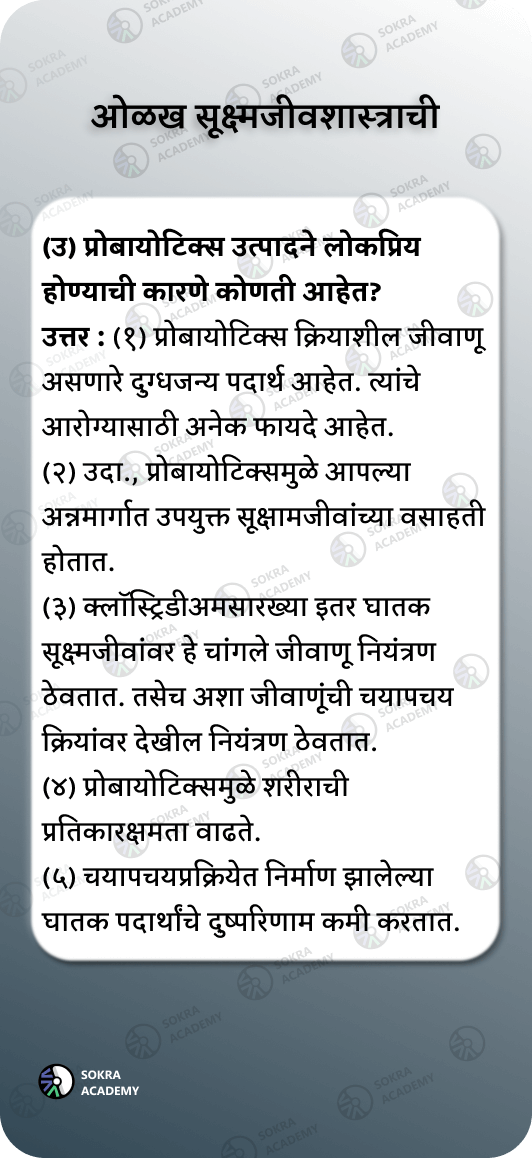 ओळख सूक्ष्मजीवशास्त्राची
(उ) प्रोबायोटिक्स उत्पादने लोकप्रिय
होण्याची कारणे कोणती आहेत?
उत्तर : (१) प्रोबायोटिक्स क्रियाशील जीवाणू
असणारे दुग्धजन्य पदार्थ आहेत. त्यांचे
आरोग्यासाठी अनेक फायदे आहेत.
(२) उदा., प्रोबायोटिक्समुळे आपल्या
अन्नमार्गात उपयुक्त सूक्षामजीवांच्या वसाहती
होतात.
(३) क्लॉस्ट्रिडीअमसारख्या इतर घातक
सूक्ष्मजीवांवर हे चांगले जीवाणू नियंत्रण
ठेवतात. तसेच अशा जीवाणूंची चयापचय
क्रियांवर देखील नियंत्रण ठेवतात.
(४) प्रोबायोटिक्समुळे शरीराची
प्रतिकारक्षमता वाढते.
(५) चयापचयप्रक्रियेत निर्माण झालेल्या
घातक पदार्थांचे दुष्परिणाम कमी करतात.
SOKRA
ACADEMY